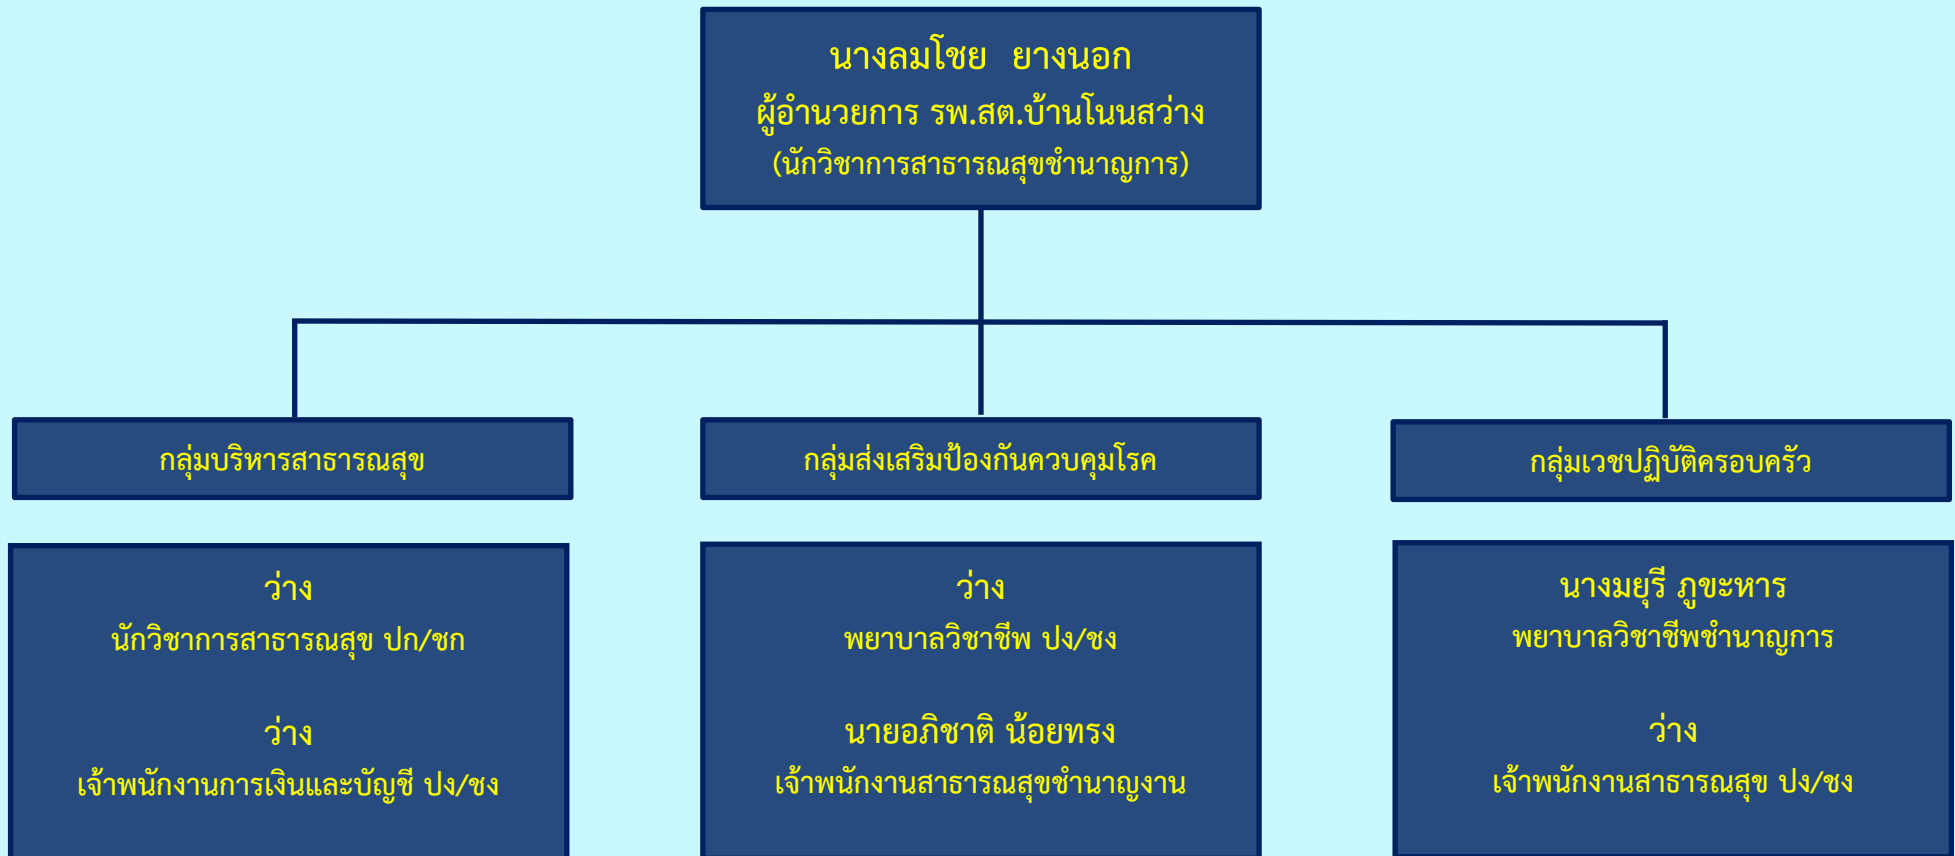 นางลมโชย  ยางนอก
ผู้อำนวยการ รพ.สต.บ้านโนนสว่าง
(นักวิชาการสาธารณสุขชำนาญการ)
กลุ่มบริหารสาธารณสุข
ว่าง
นักวิชาการสาธารณสุข ปก/ชก
ว่าง
เจ้าพนักงานการเงินและบัญชี ปง/ชง
กลุ่มส่งเสริมป้องกันควบคุมโรค
ว่าง
พยาบาลวิชาชีพ ปง/ชง
นายอภิชาติ น้อยทรง
เจ้าพนักงานสาธารณสุขชำนาญงาน
กลุ่มเวชปฏิบัติครอบครัว
นางมยุรี ภูขะหาร
พยาบาลวิชาชีพชำนาญการ
ว่าง
เจ้าพนักงานสาธารณสุข ปง/ชง